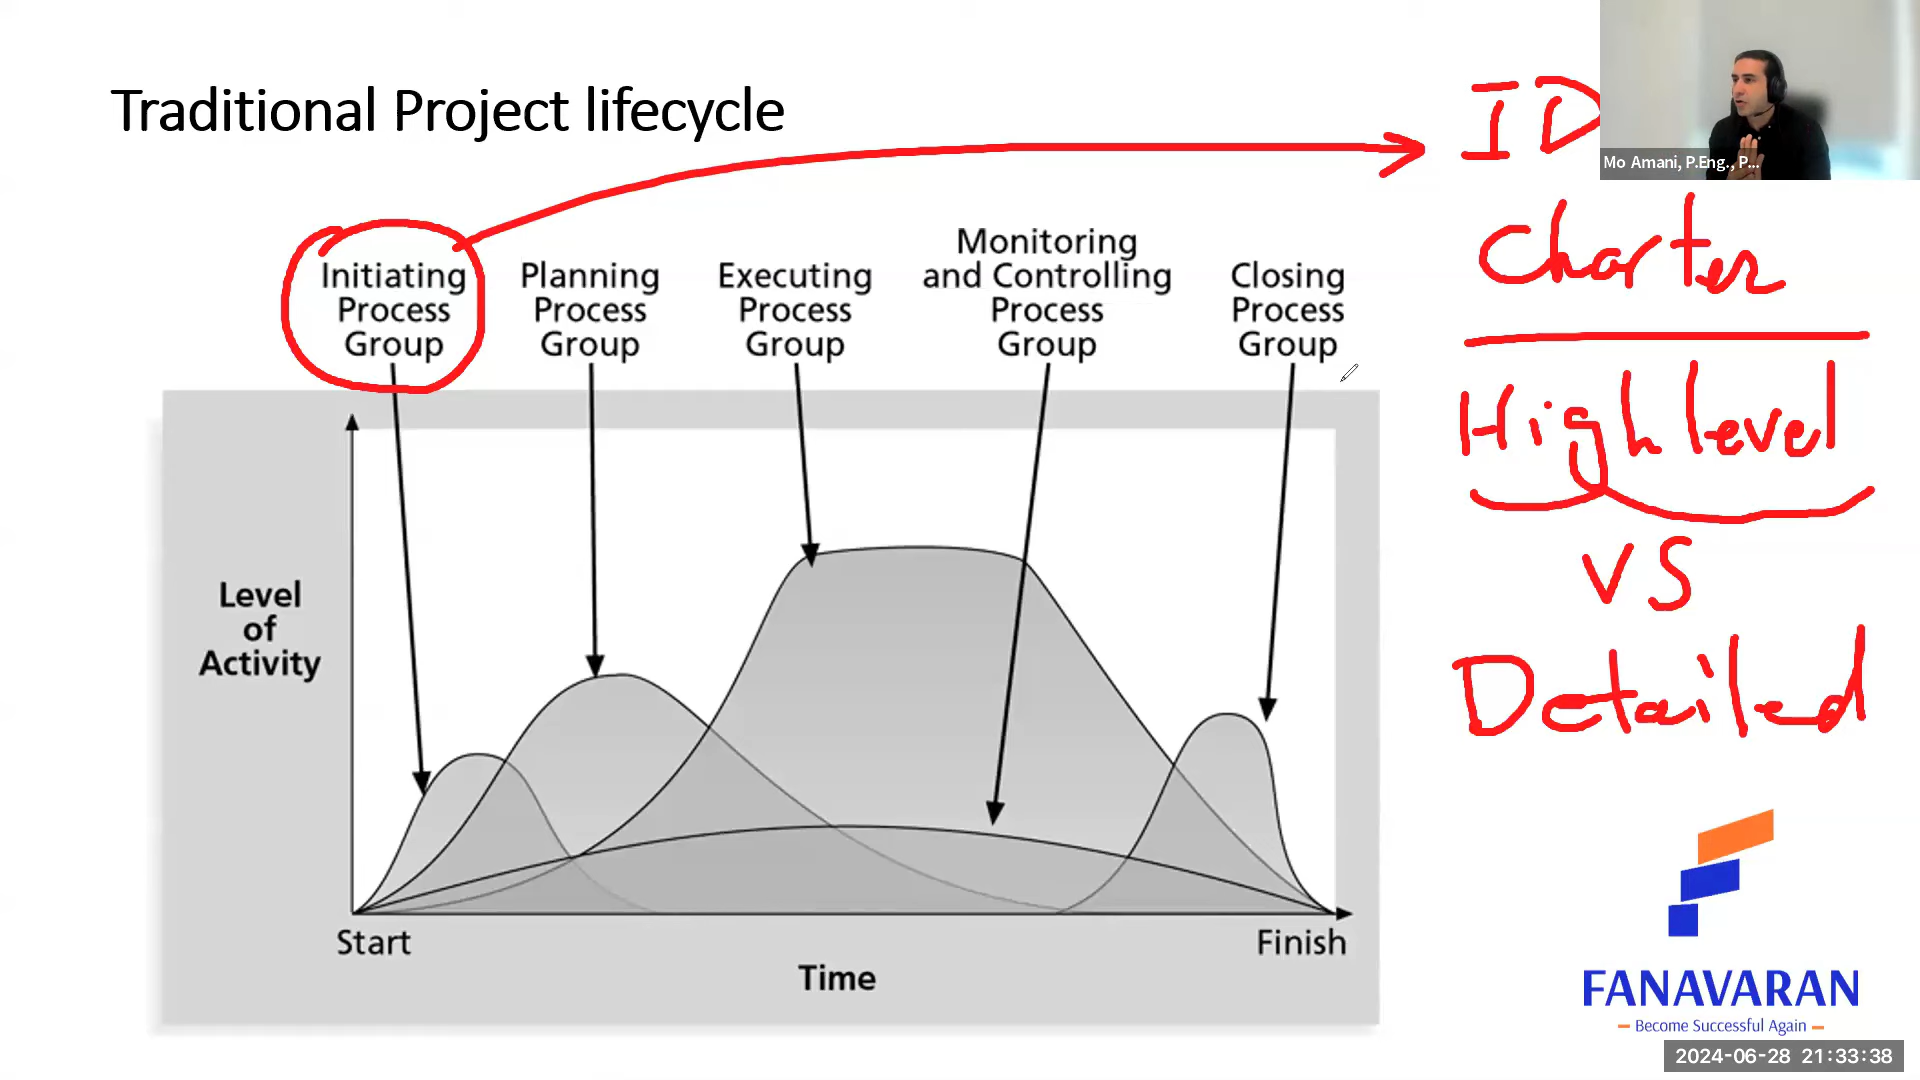 Traditional Project lifecycle
ID
Mo Amani, P.Eng., P...
Charter
Initiating
Process
Group
Planning
Process
Group
Executing
Process
Group
Monitoring
and Controlling
Process
Group
Closing
Process
Group
High level
vs
Detailed
Level
of
Activity
Start
Finish
Time
FANAVARAN
Become Successful Again
2024-06-28 21:33:38